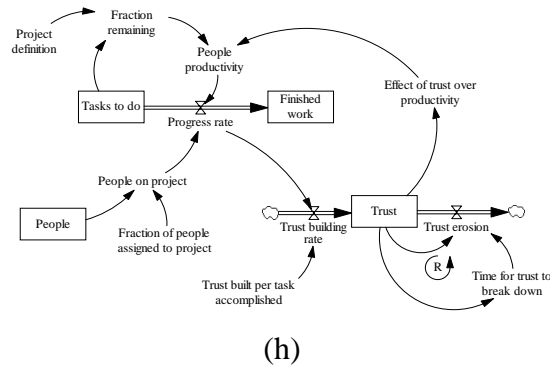 Project
definition
Fraction
remaining
People
productivity
Effect of trust over
productivity
Tasks to do
Finished
work
Progress rate
People on project
People
Fraction of people
assigned to project
Trust building
rate
Trust
Trust erosion
R
Trust built per task
accomplished
Time for trust to
break down
(h)